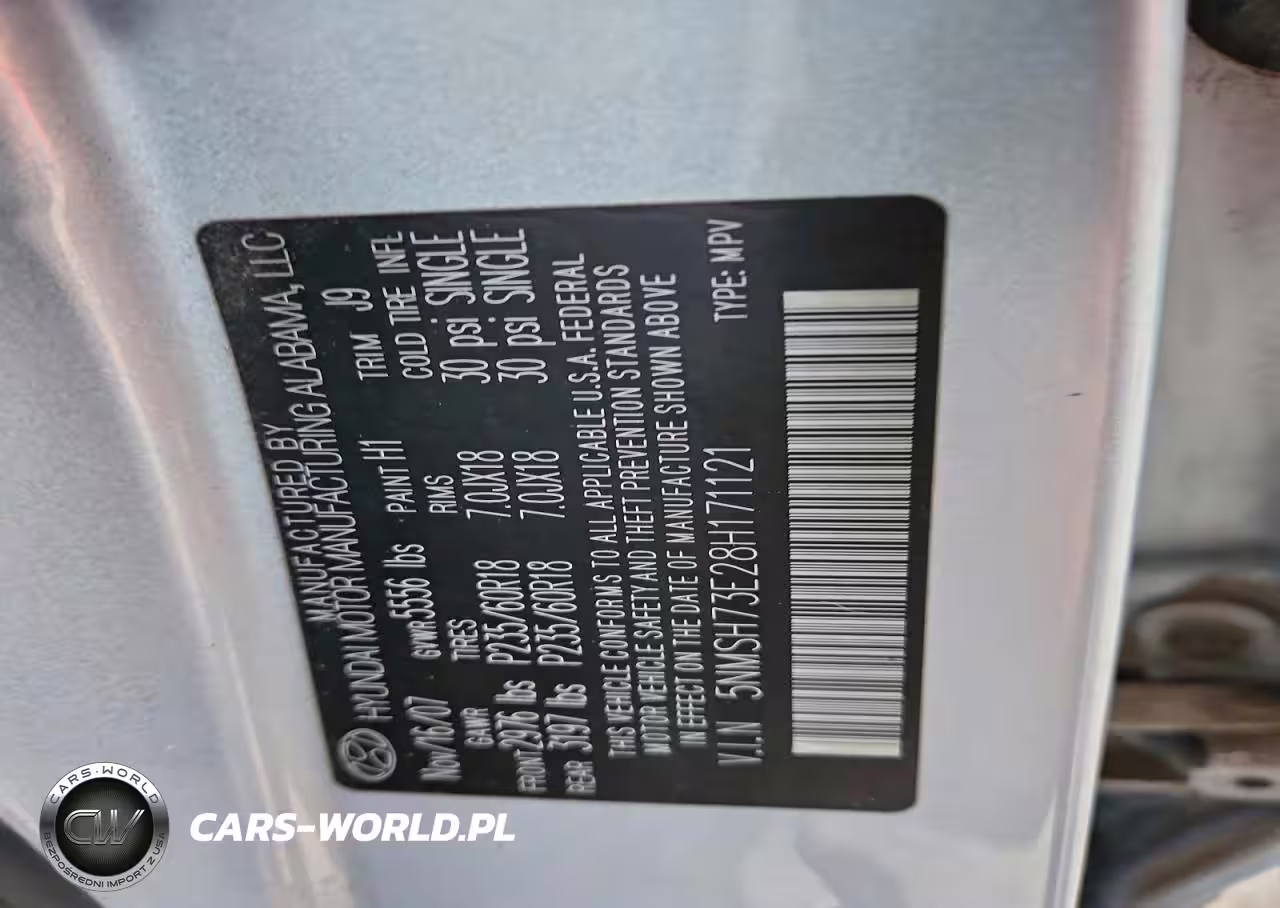 MANUFACTURED BY
HYUNDAI MOTOR MANUFACTURING ALABAMA, LLC
Nov/16/07 GVWR 5556 lbs PAINT H1 TRIM J9
GAWR TIRES RIMS COLD TIRE INFL
FRONT 2976 lbs P235/60R18 7.0JX18 30 psi SINGLE
REAR 3197 lbs P235/60R18 7.0JX18 30 psi SINGLE
THIS VEHICLE CONFORMS TO ALL APPLICABLE U.S.A. FEDERAL
MOTOR VEHICLE SAFETY AND THEFT PREVENTION STANDARDS
IN EFFECT ON THE DATE OF MANUFACTURE SHOWN ABOVE
V.I.N 5NMSH73E28H171121 TYPE: MPV
CARS-WORLD
CW
BEZPOŚREDNI IMPORT Z USA
CARS-WORLD.PL